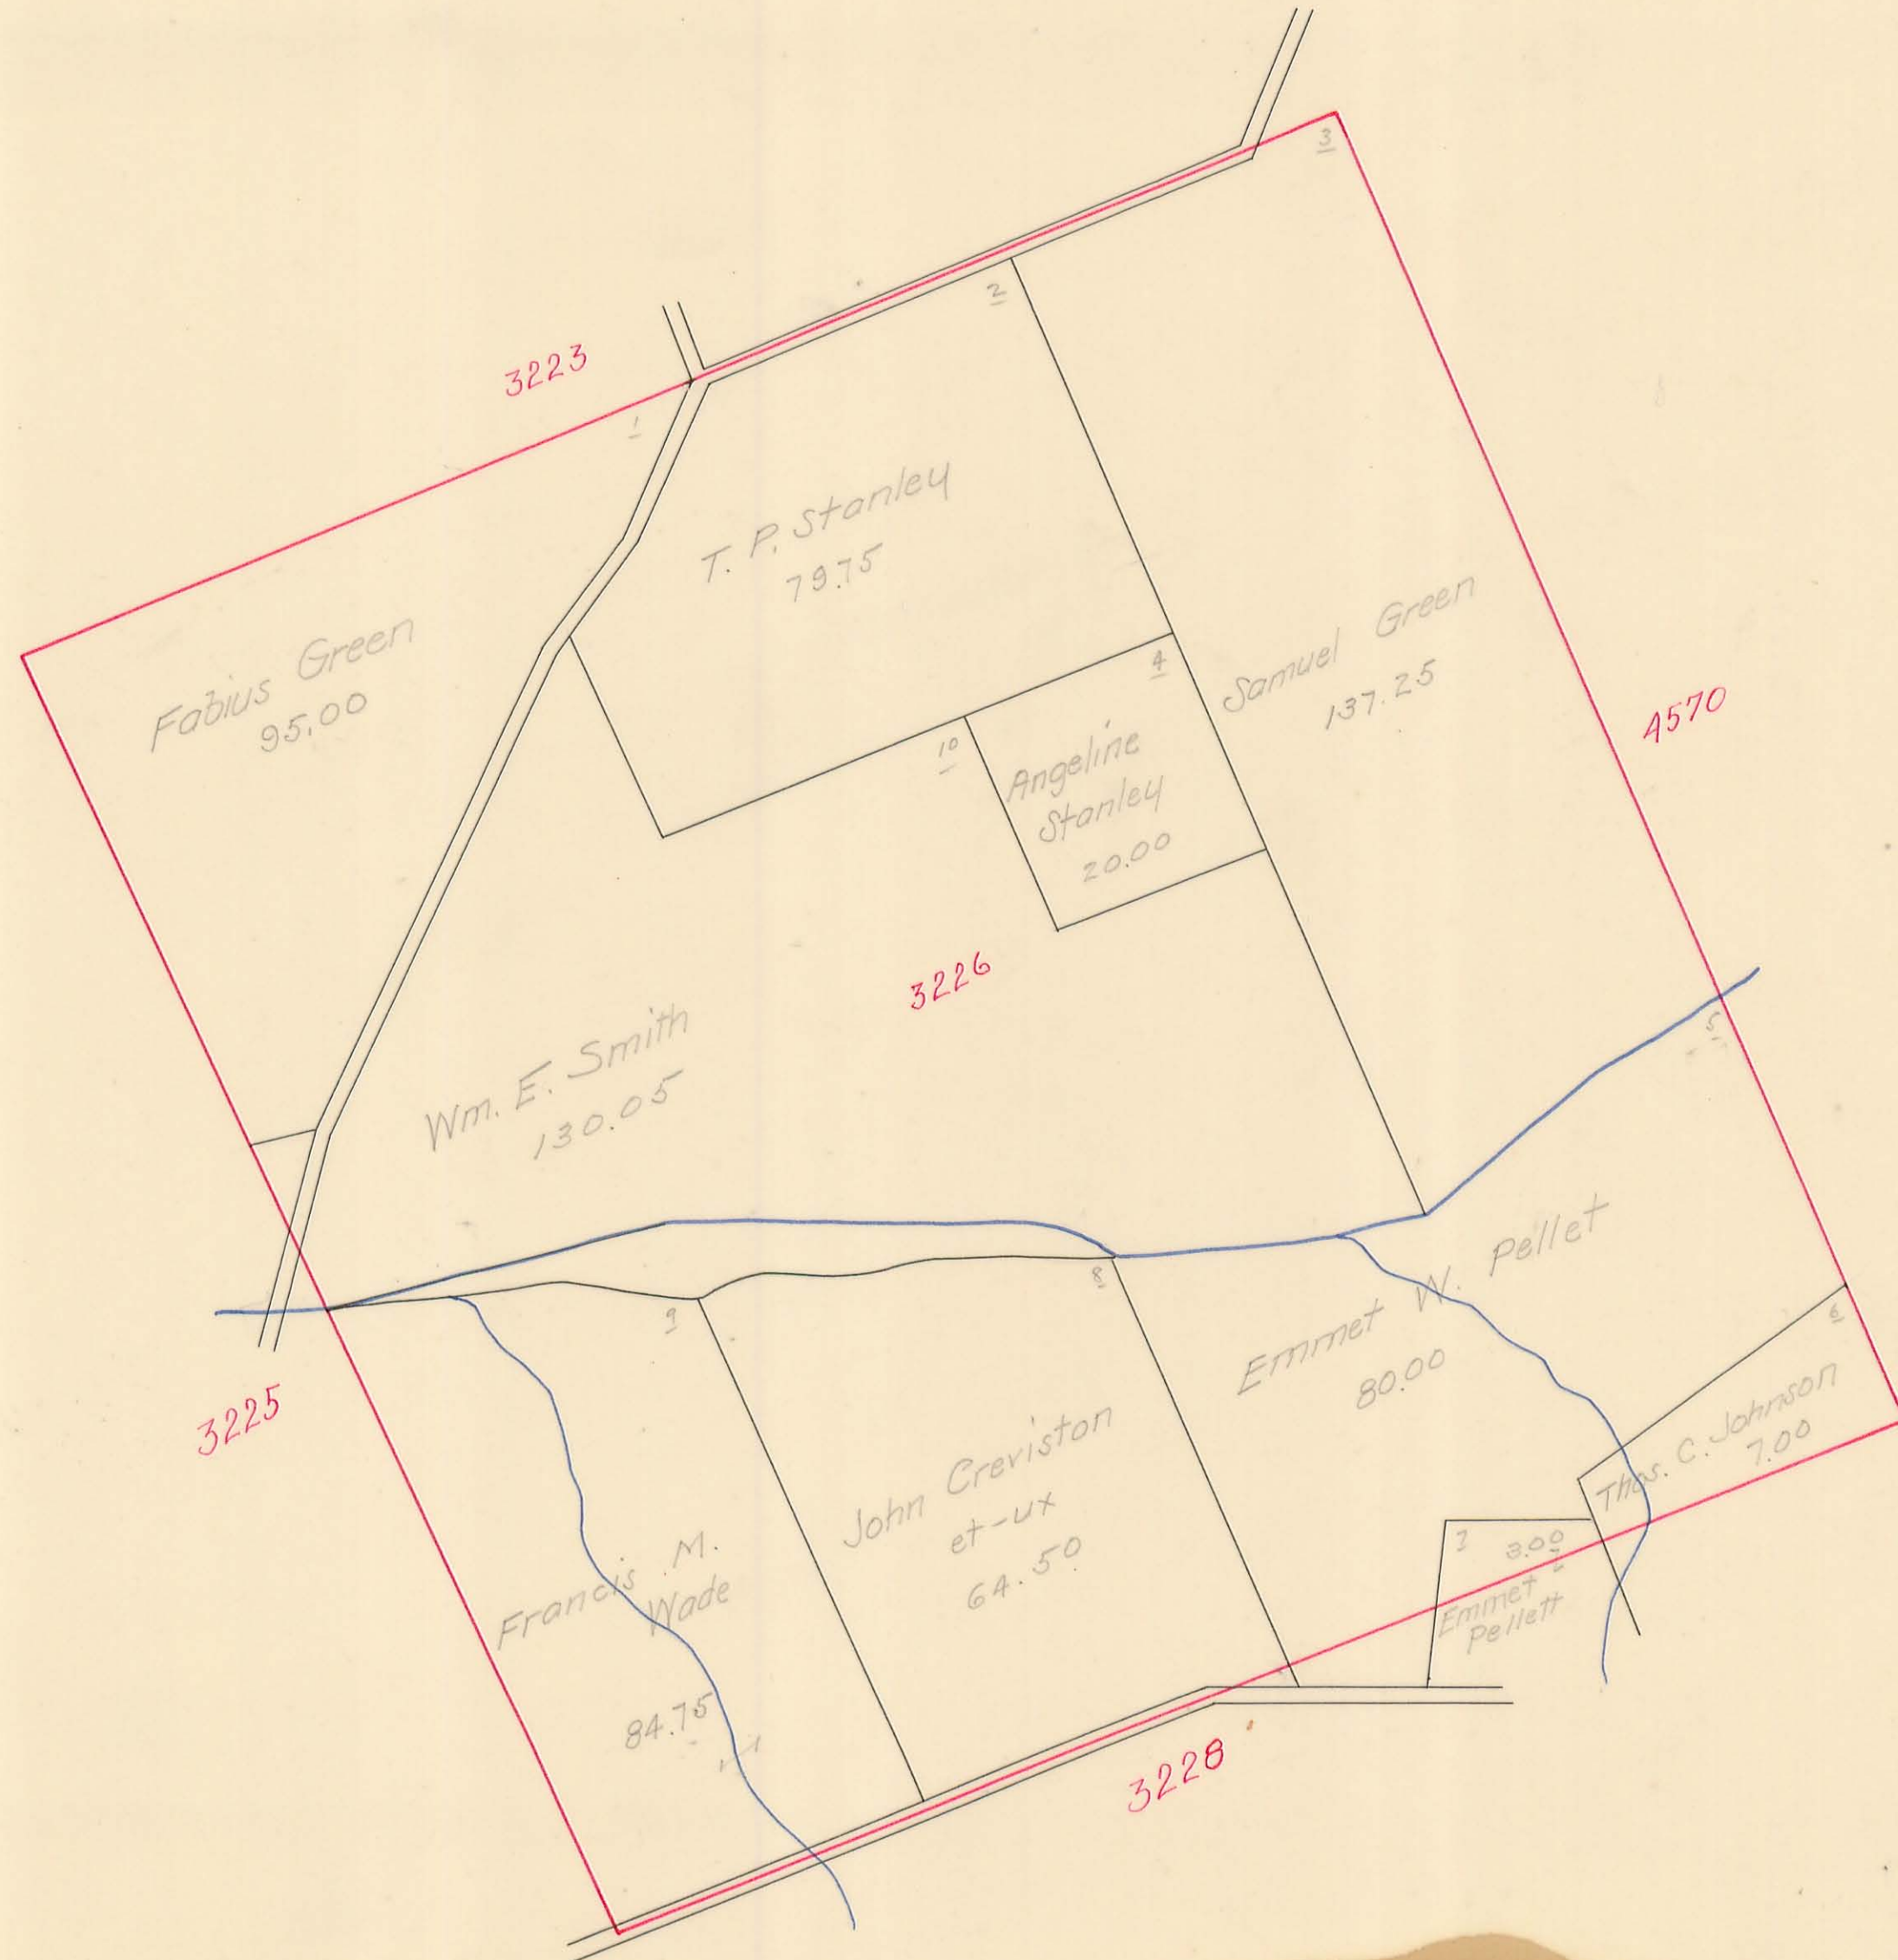 3
2
3223
1
T. P. Stanley
79.75
Fabius Green
95.00
Samuel Green
137.25
4
4570
10
Angeline
Stanley
20.00
3226
5
Wm. E. Smith
130.05
8
9
Emmet W. Pellet
80.00
6
3225
Thos. C. Johnson
7.00
John Creviston
et-ux
64.50
7
3.00
Emmet
Pellett
Francis M.
Wade
84.75
3228